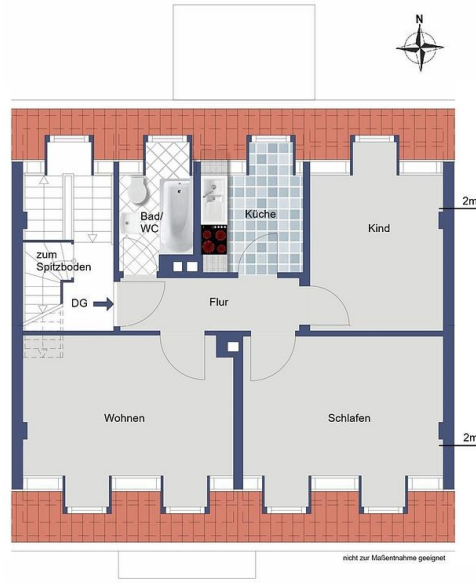 N
2m
Bad/
WC
Küche
Kind
zum
Spitzboden
DG
Flur
Wohnen
Schlafen
2m
nicht zur Maßentnahme geeignet